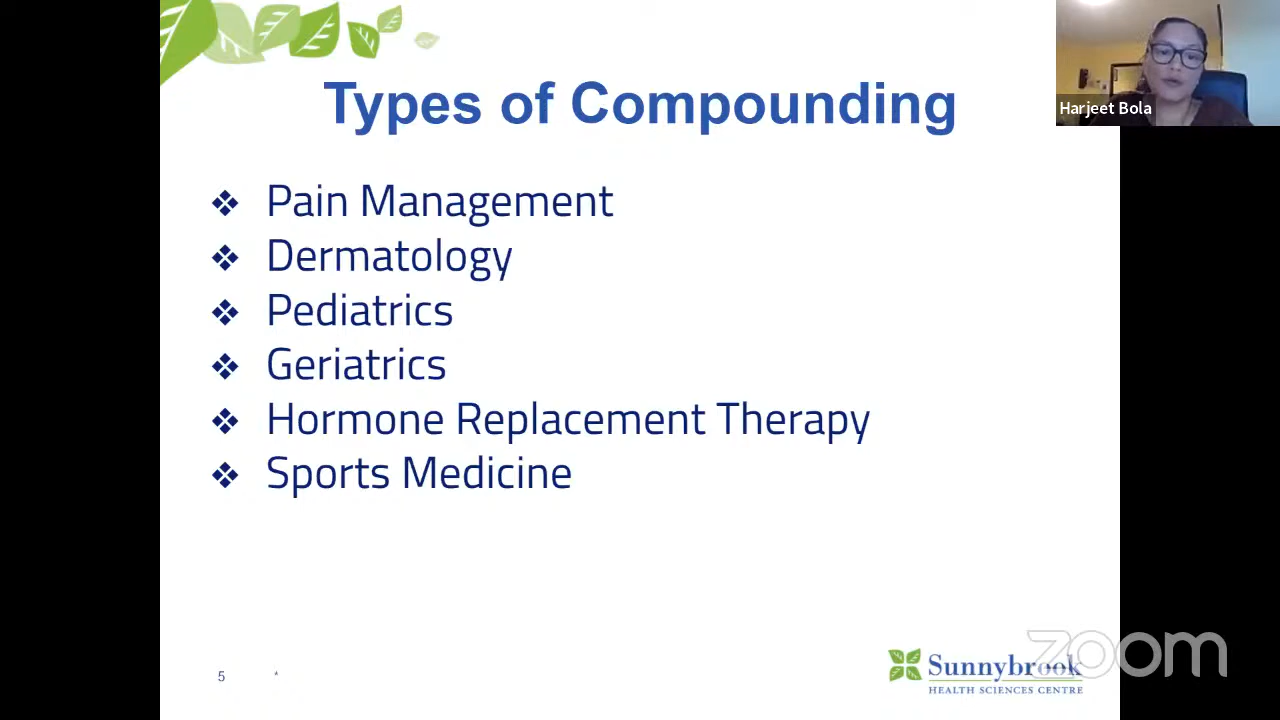 Types of Compounding
Harjeet Bola
❖ Pain Management
❖ Dermatology
❖ Pediatrics
❖ Geriatrics
❖ Hormone Replacement Therapy
❖ Sports Medicine
5 *
Sunnybrook
HEALTH SCIENCES CENTRE
zoom